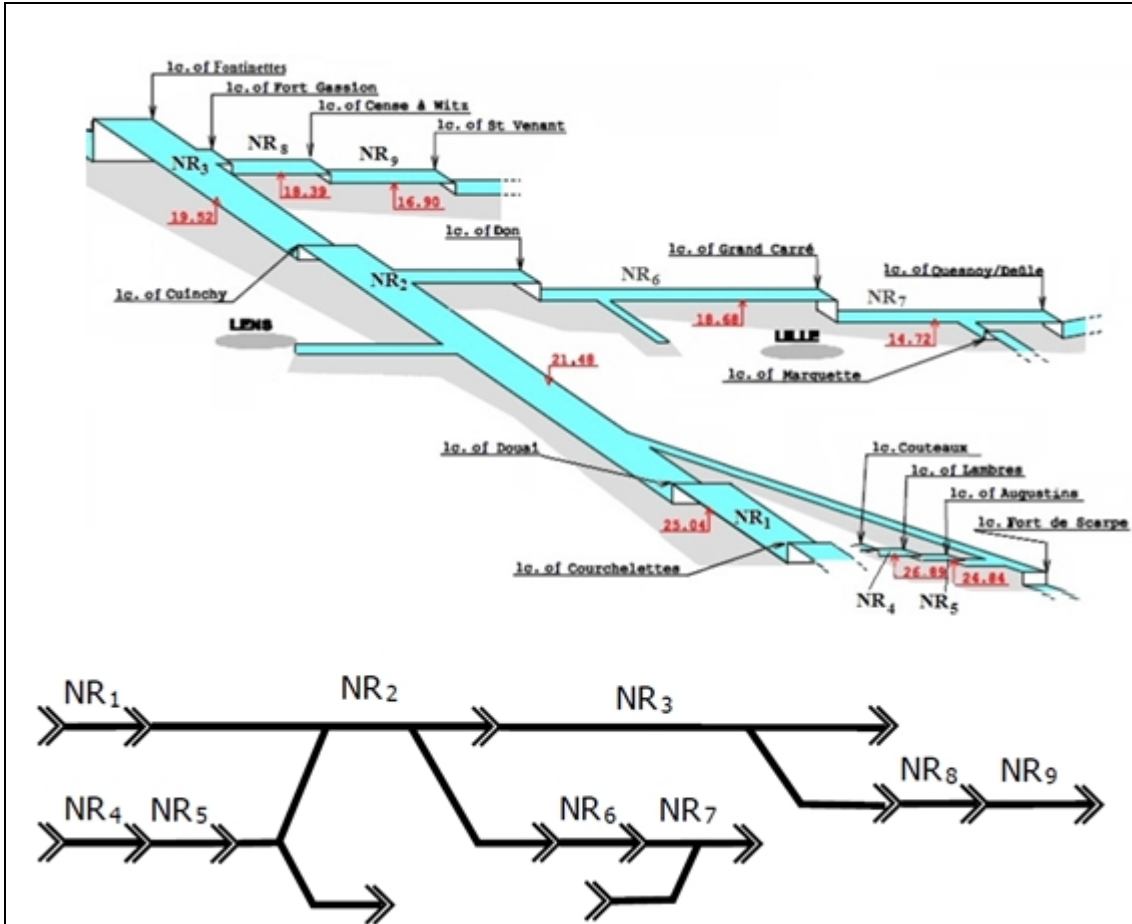 lc. of Fontinettes
lc. of Fort Gassion
lc. of Cense à Witz
lc. of St Venant
NR8
NR9
NR3
18.39
16.90
19.52
lc. of Don
lc. of Grand Carré
lc. of Quesnoy/Deûle
NR6
NR7
NR2
lc. of Cuinchy
18.68
14.72
LENS
LILLE
lc. of Marquette
21.48
lc. of Douai
lc. Couteaux
lc. of Lambres
lc. of Augustins
lc. Fort de Scarpe
NR1
25.04
lc. of Courchelettes
26.89
24.84
NR4
NR5
NR1
NR2
NR3
NR4
NR5
NR6
NR7
NR8
NR9